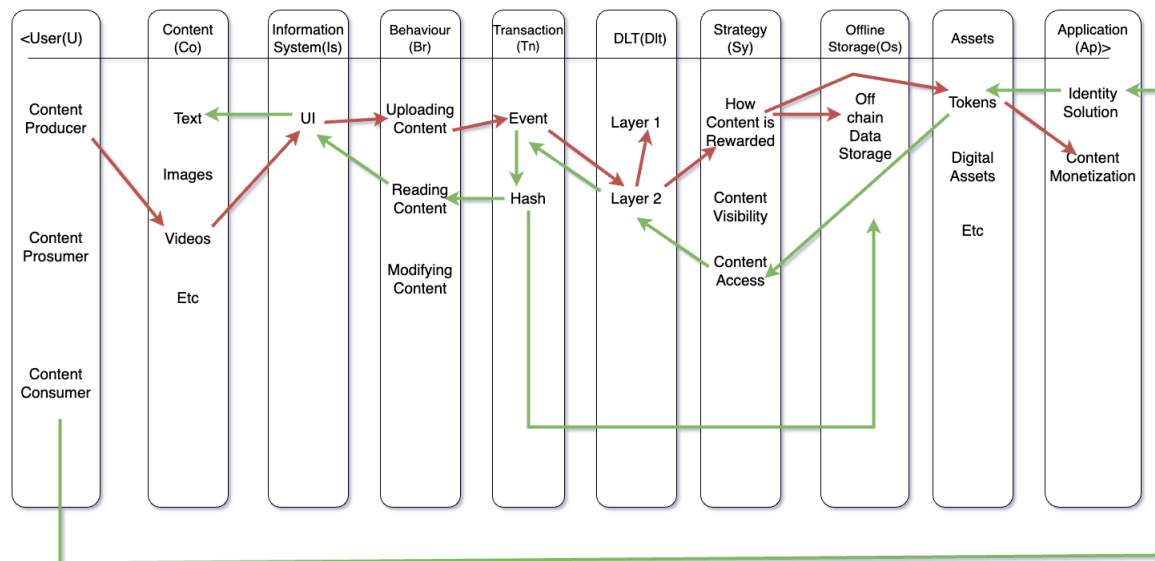 <User(U)
Content
(Co)
Information
System(Is)
Behaviour
(Br)
Transaction
(Tn)
DLT(Dlt)
Strategy
(Sy)
Offline
Storage(Os)
Assets
Application
(Ap)>
Content
Producer
Content
Prosumer
Content
Consumer
Text
Images
Videos
Etc
UI
Uploading
Content
Reading
Content
Modifying
Content
Event
Hash
Layer 1
Layer 2
How
Content is
Rewarded
Content
Visibility
Content
Access
Off
chain
Data
Storage
Tokens
Digital
Assets
Etc
Identity
Solution
Content
Monetization